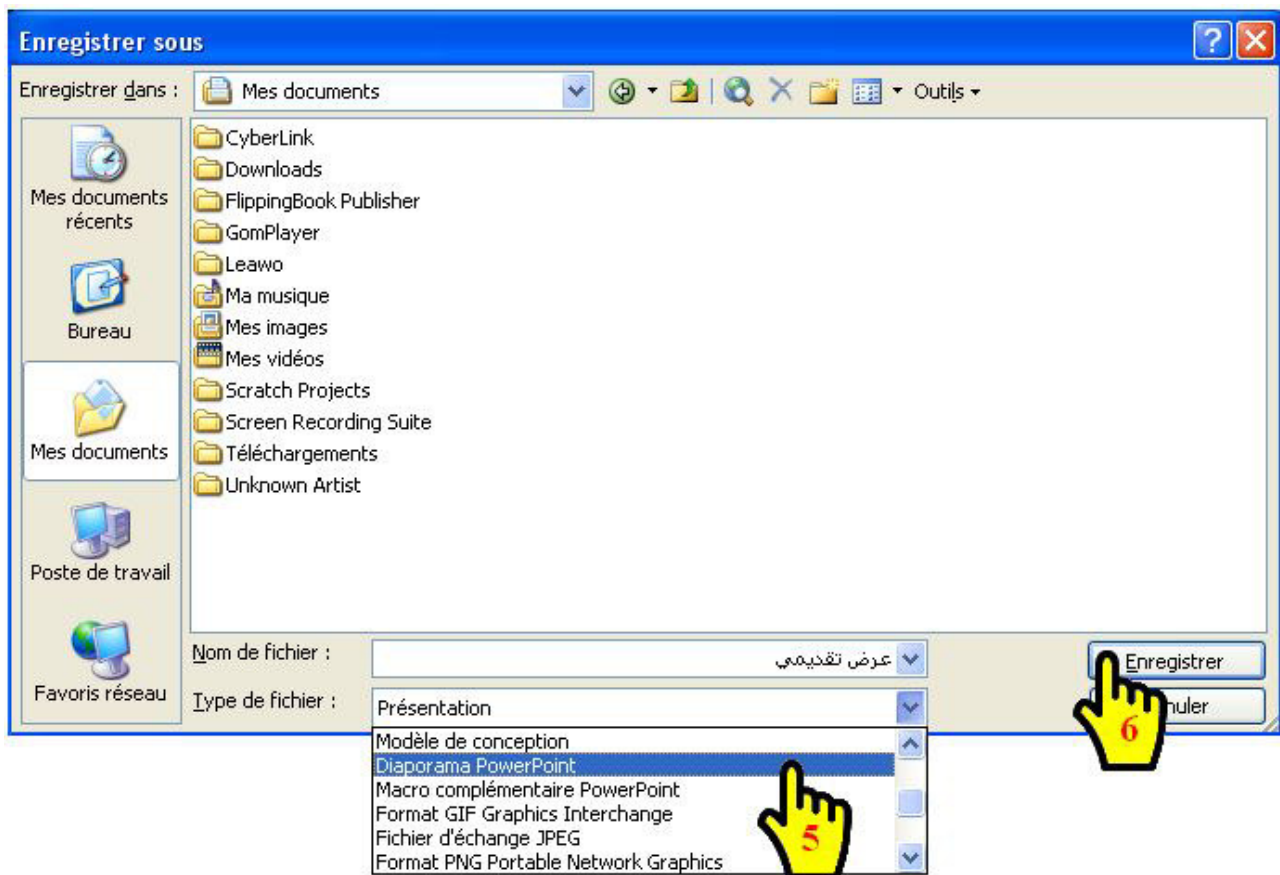 Enregistrer sous
Enregistrer dans :
Mes documents
Outils
Mes documents
récents
Bureau
Mes documents
Poste de travail
Favoris réseau
CyberLink
Downloads
FlippingBook Publisher
GomPlayer
Leawo
Ma musique
Mes images
Mes vidéos
Scratch Projects
Screen Recording Suite
Téléchargements
Unknown Artist
Nom de fichier :
عرض تقديمي
Enregistrer
Type de fichier :
Présentation
6
Modèle de conception
Diaporama PowerPoint
Macro complémentaire PowerPoint
Format GIF Graphics Interchange
Fichier d'échange JPEG
Format PNG Portable Network Graphics
5